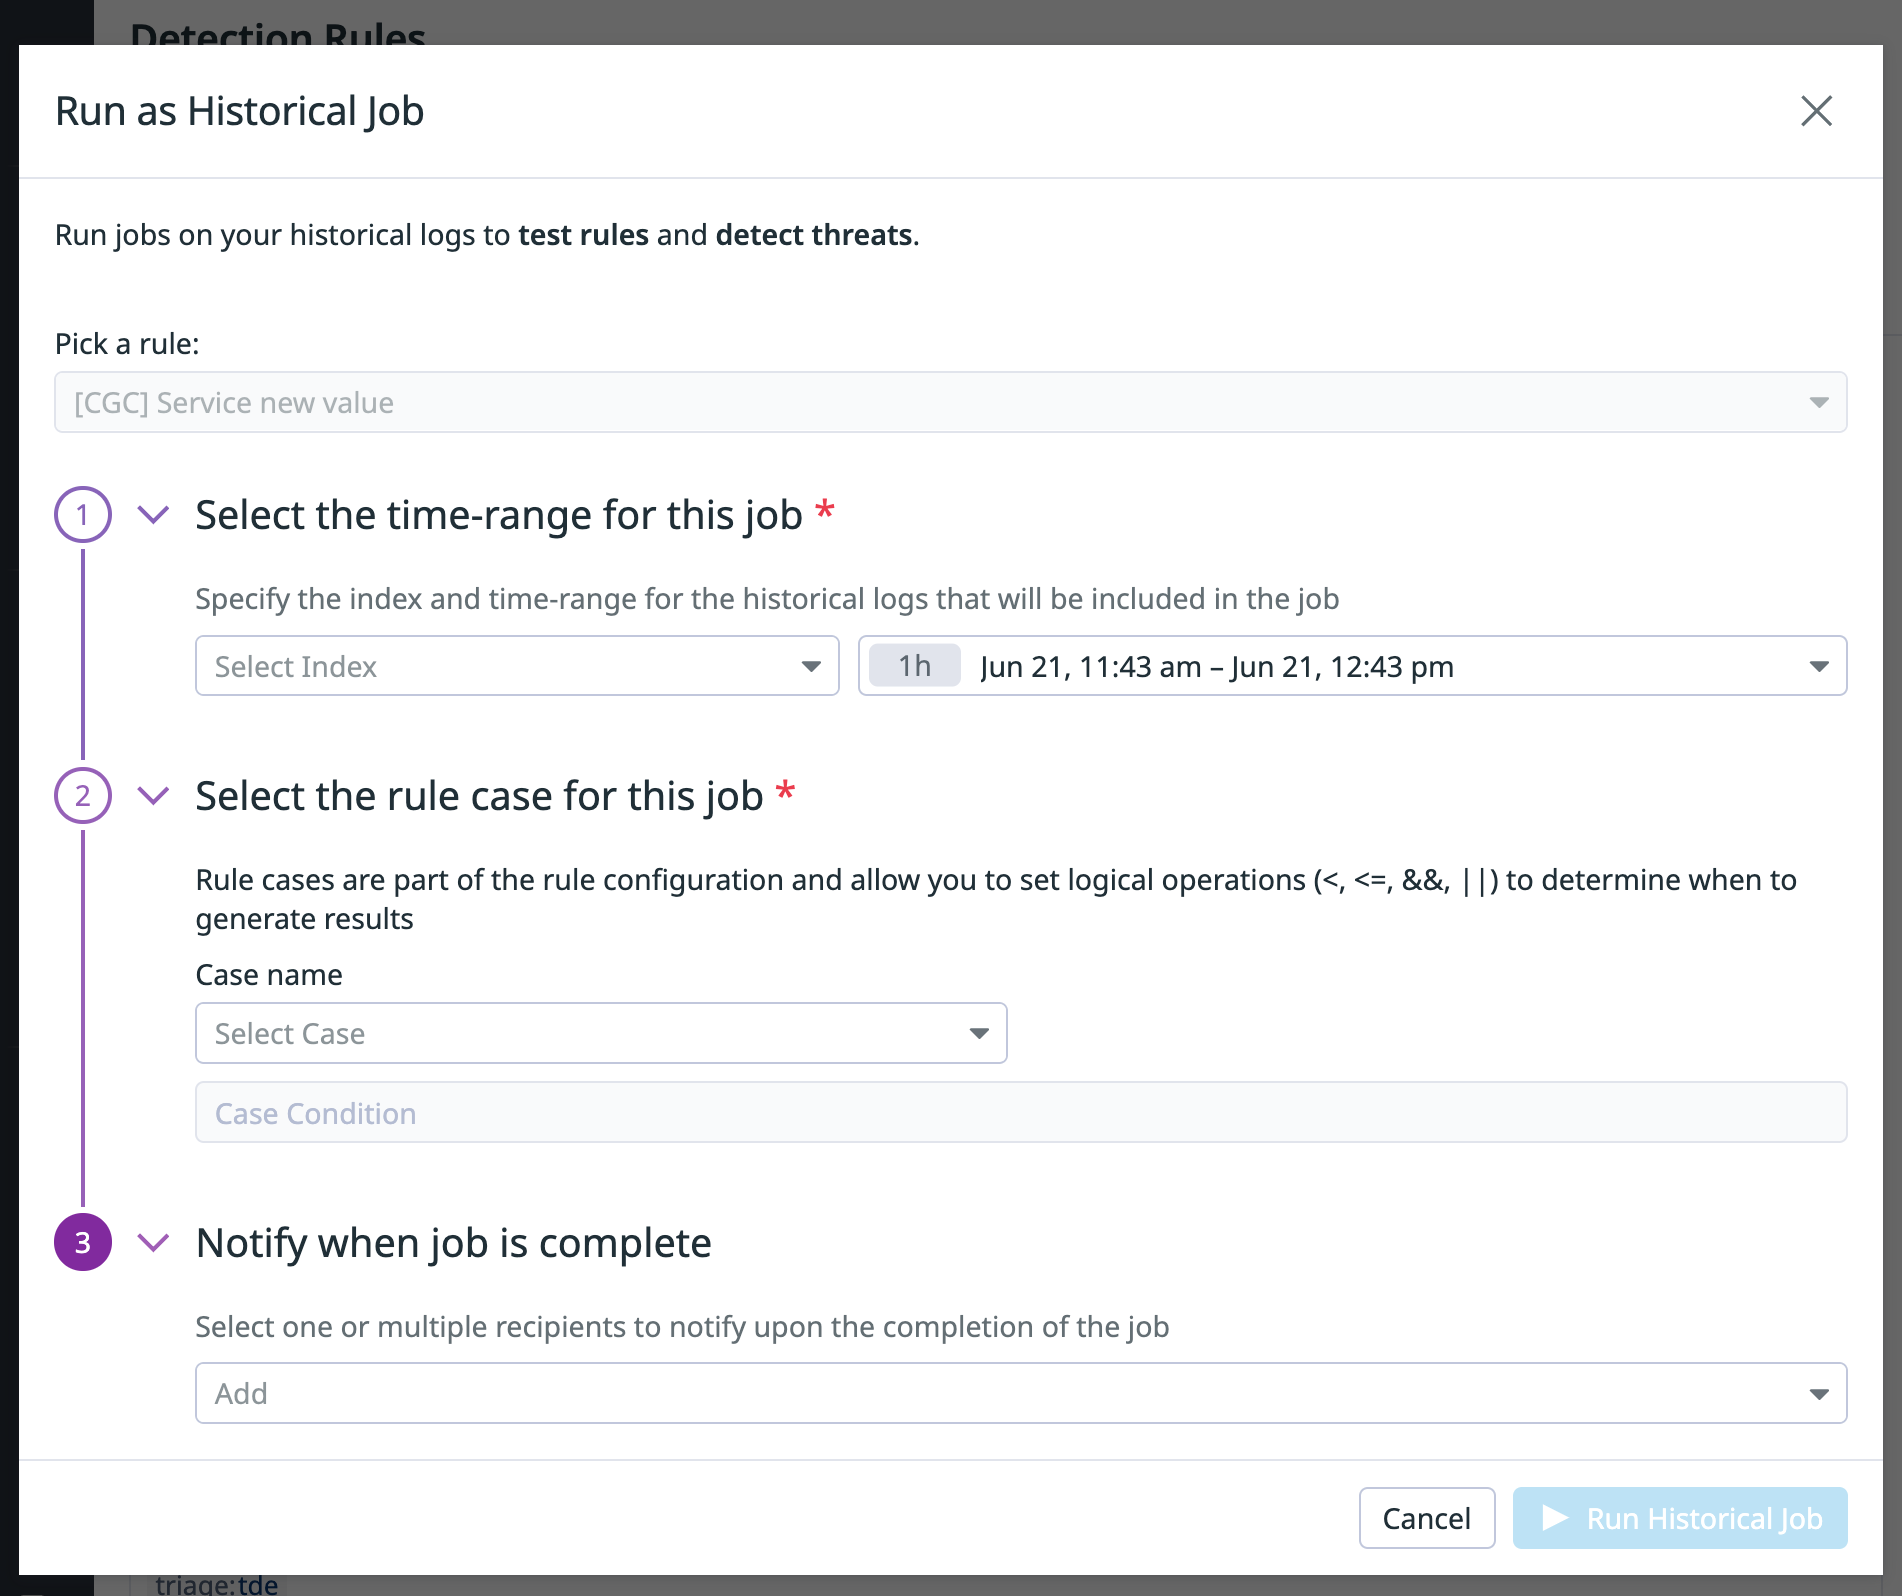 Detection Rules
Run as Historical Job
Run jobs on your historical logs to test rules and detect threats.
Pick a rule:
[CGC] Service new value
1 Select the time-range for this job *
Specify the index and time-range for the historical logs that will be included in the job
Select Index 1h Jun 21, 11:43 am – Jun 21, 12:43 pm
2 Select the rule case for this job *
Rule cases are part of the rule configuration and allow you to set logical operations (<, <=, &&, ||) to determine when to
generate results
Case name
Select Case
Case Condition
3 Notify when job is complete
Select one or multiple recipients to notify upon the completion of the job
Add
Cancel Run Historical Job
triage:tde